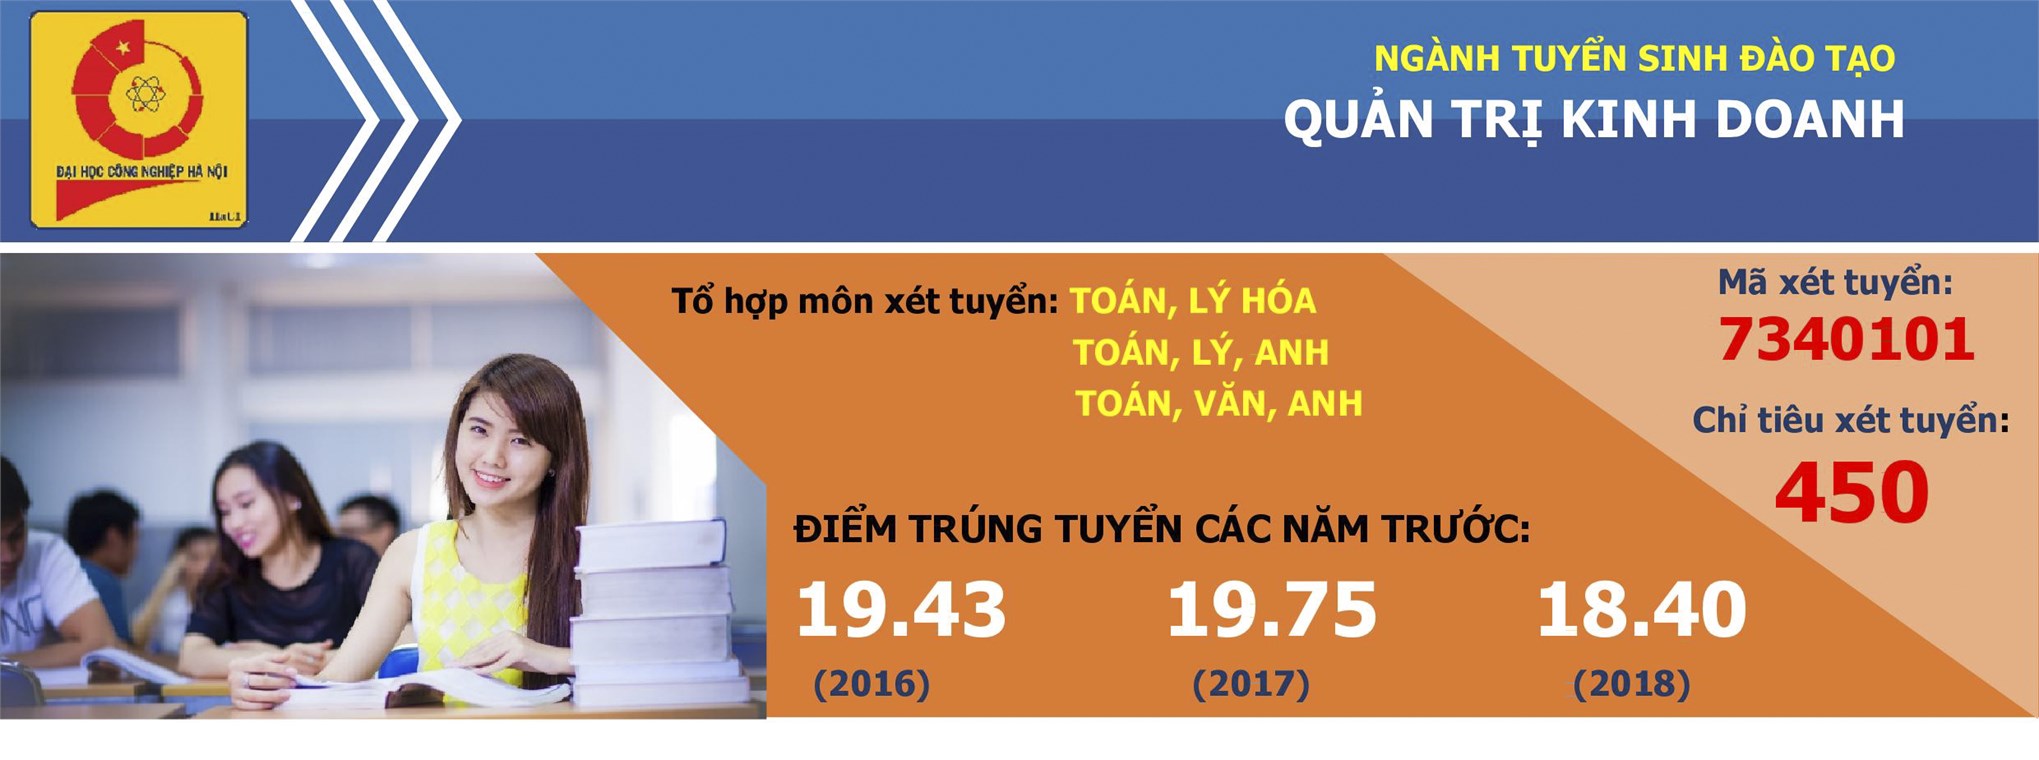 NGÀNH TUYỂN SINH ĐÀO TẠO
QUẢN TRỊ KINH DOANH
ĐẠI HỌC CÔNG NGHIỆP HÀ NỘI
HaUI
Tổ hợp môn xét tuyển: TOÁN, LÝ HÓA
TOÁN, LÝ, ANH
TOÁN, VĂN, ANH
Mã xét tuyển:
7340101
Chỉ tiêu xét tuyển:
450
ĐIỂM TRÚNG TUYỂN CÁC NĂM TRƯỚC:
19.43 19.75 18.40
(2016) (2017) (2018)